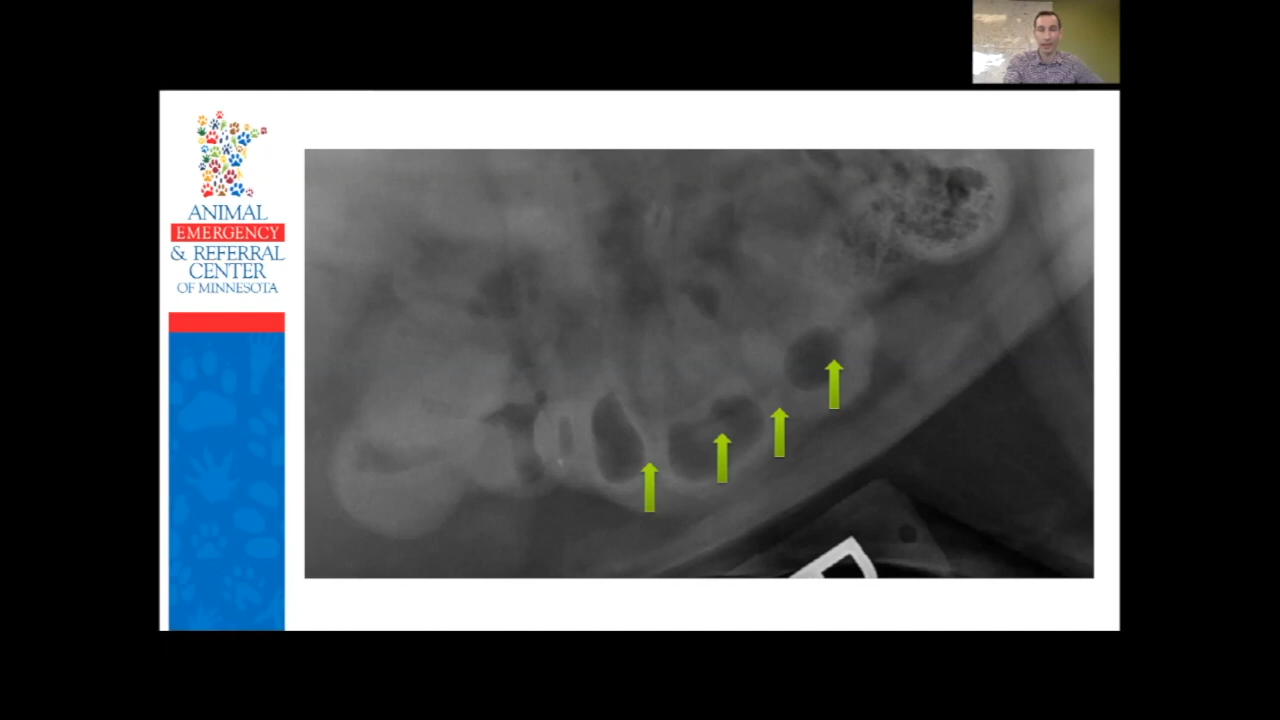 ANIMAL
EMERGENCY
& REFERRAL
CENTER
OF MINNESOTA